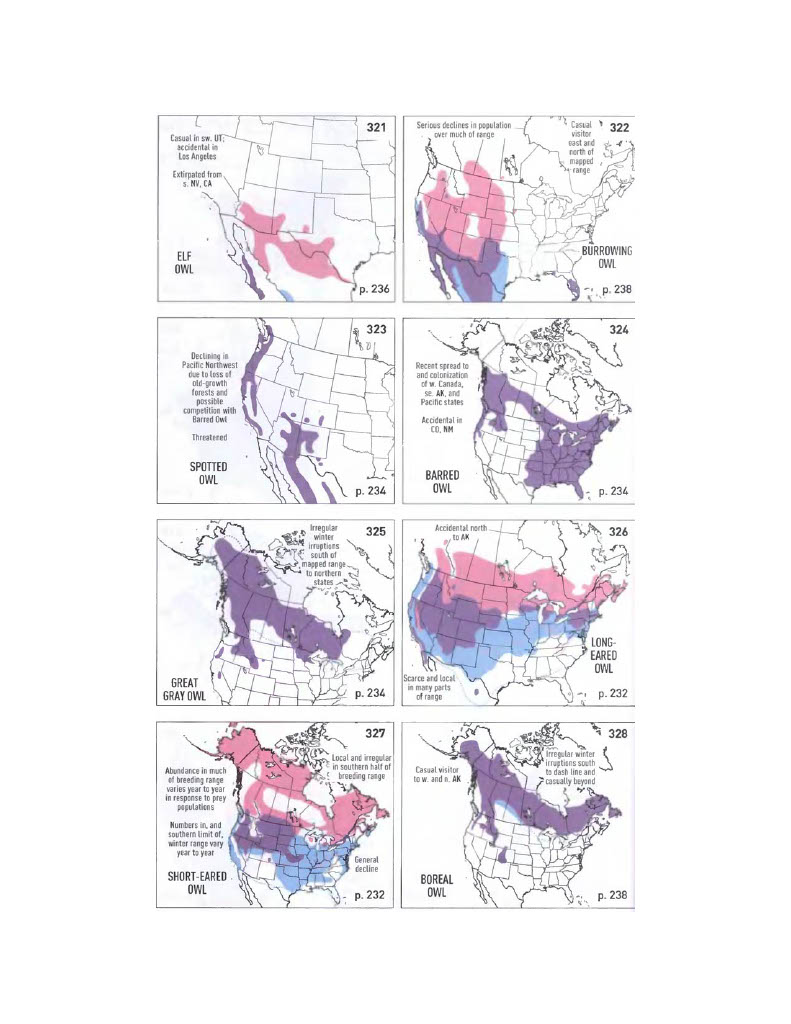 321
Casual in sw. UT,
accidental in
Los Angeles
Extirpated from
s. NV, CA
ELF
OWL
p. 236
Serious declines in population
over much of range
Casual
visitor
east and
north of
mapped
range
322
BURROWING
OWL
p. 238
323
Declining in
Pacific Northwest
due to loss of
old-growth
forests and
possible
competition with
Barred Owl
Threatened
SPOTTED
OWL
p. 234
324
Recent spread to
and colonization
of w. Canada,
se. AK, and
Pacific states
Accidental in
CO, NM
BARRED
OWL
p. 234
Irregular
winter
irruptions
south of
mapped range
to northern
states
325
GREAT
GRAY OWL
p. 234
Accidental north
to AK
326
LONG-
EARED
OWL
Scarce and local
in many parts
of range
p. 232
327
Local and irregular
in southern half of
breeding range
Abundance in much
of breeding range
varies year to year
in response to prey
populations
Numbers in, and
southern limit of,
winter range vary
year to year
General
decline
SHORT-EARED
OWL
p. 232
328
Irregular winter
irruptions south
to dash line and
casually beyond
Casual visitor
to w. and n. AK
BOREAL
OWL
p. 238